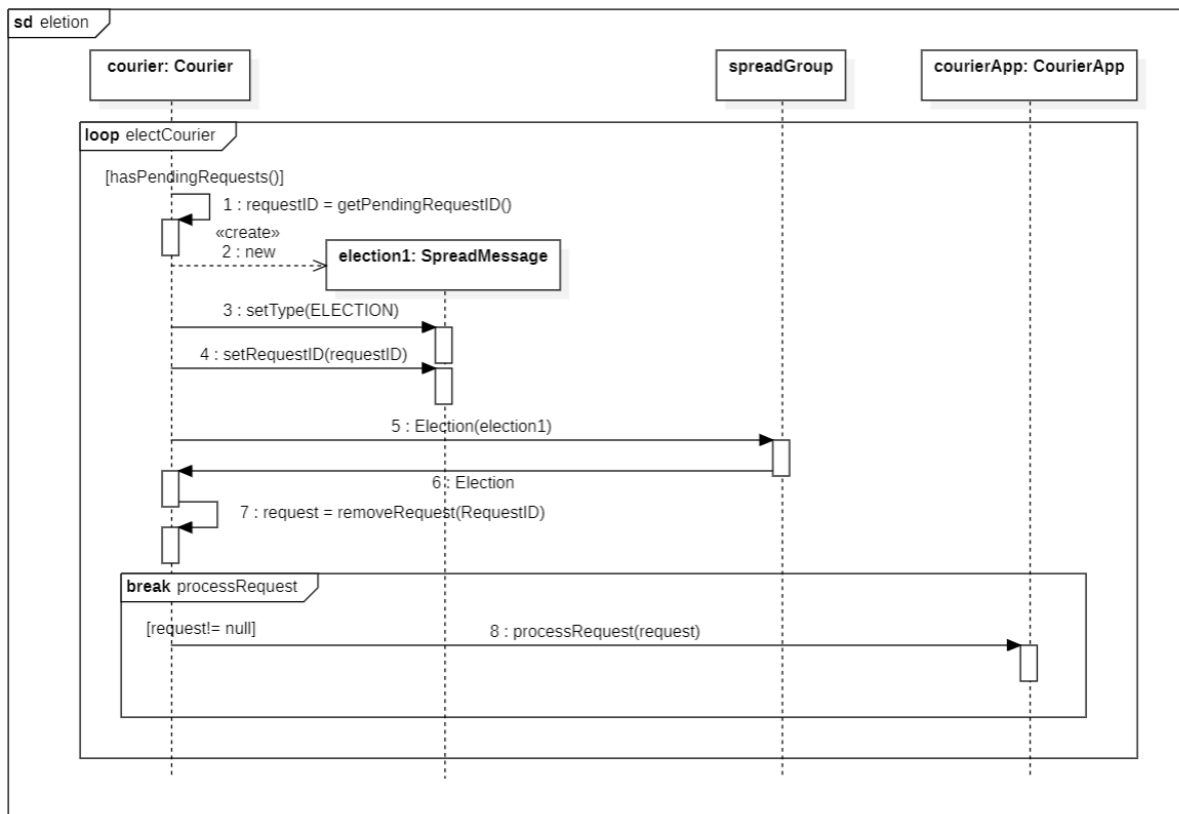 sd eletion
courier: Courier
spreadGroup
courierApp: CourierApp
loop electCourier
[hasPendingRequests()]
1 : requestID = getPendingRequestID()
«create»
2 : new
election1: SpreadMessage
3 : setType(ELECTION)
4 : setRequestID(requestID)
5 : Election(election1)
6 : Election
7 : request = removeRequest(RequestID)
break processRequest
[request!= null]
8 : processRequest(request)